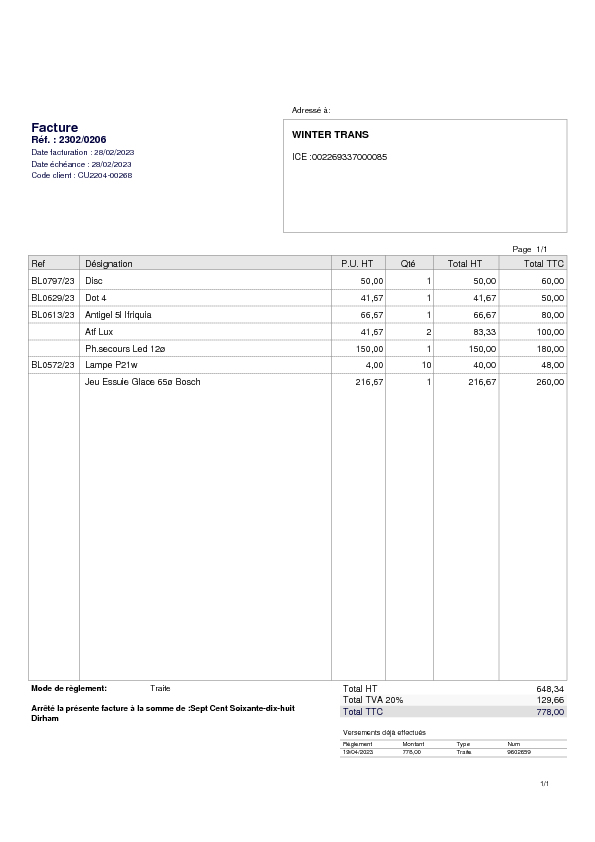 Adressé à:
Facture
Réf. : 2302/0206
Date facturation : 28/02/2023
Date échéance : 28/02/2023
Code client : CU2204-00268
WINTER TRANS
ICE :002269337000085
Page 1/1
Ref Désignation P.U. HT Qté Total HT Total TTC
BL0797/23 Disc 50,00 1 50,00 60,00
BL0629/23 Dot 4 41,67 1 41,67 50,00
BL0613/23 Antigel 5l Ifriquia 66,67 1 66,67 80,00
Atf Lux 41,67 2 83,33 100,00
Ph.secours Led 12ø 150,00 1 150,00 180,00
BL0572/23 Lampe P21w 4,00 10 40,00 48,00
Jeu Essuie Glace 65ø Bosch 216,67 1 216,67 260,00
Mode de règlement: Traite
Arrêté la présente facture à la somme de :Sept Cent Soixante-dix-huit
Dirham
Total HT 648,34
Total TVA 20% 129,66
Total TTC 778,00
Versements déjà effectués
Règlement Montant Type Num
19/04/2023 778,00 Traite 9602659
1/1